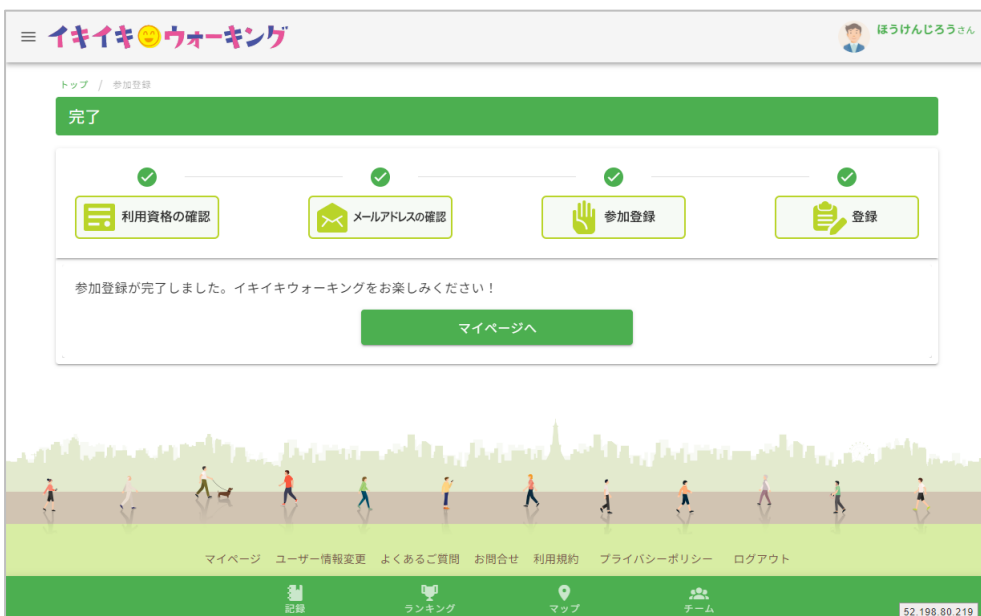 イキイキウォーキング
ほうけんじろうさん
トップ / 参加登録
完了
利用資格の確認
メールアドレスの確認
参加登録
登録
参加登録が完了しました。イキイキウォーキングをお楽しみください！
マイページへ
マイページ ユーザー情報変更 よくあるご質問 お問合せ 利用規約 プライバシーポリシー ログアウト
記録
ランキング
マップ
チーム
52.198.80.219